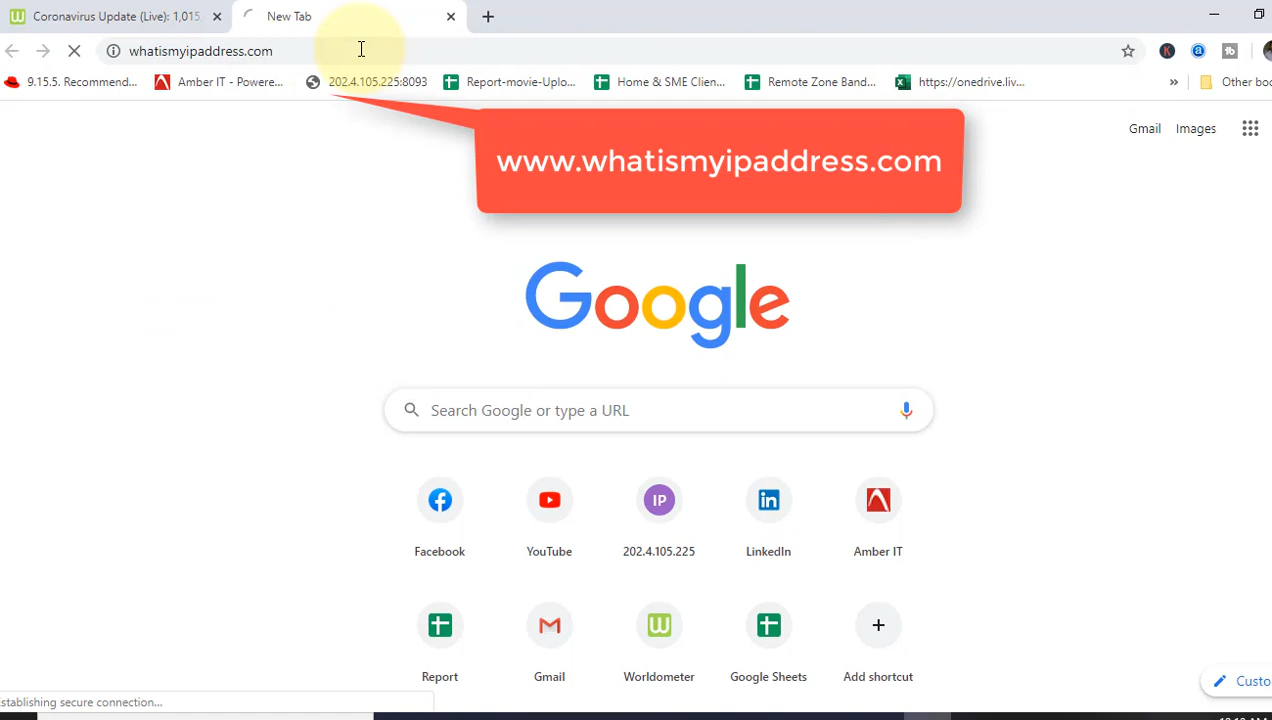 Coronavirus Update (Live): 1,015,
New Tab
whatismyipaddress.com
9.15.5. Recommend...
Amber IT - Powere...
202.4.105.225:8093
Report-movie-Uplo...
Home & SME Clien...
Remote Zone Band...
https://onedrive.liv...
»
Other boo
www.whatismyipaddress.com
Gmail
Images
Google
Search Google or type a URL
IP
Facebook
YouTube
202.4.105.225
LinkedIn
Amber IT
Report
Gmail
Worldometer
Google Sheets
Add shortcut
Custo
stablishing secure connection...